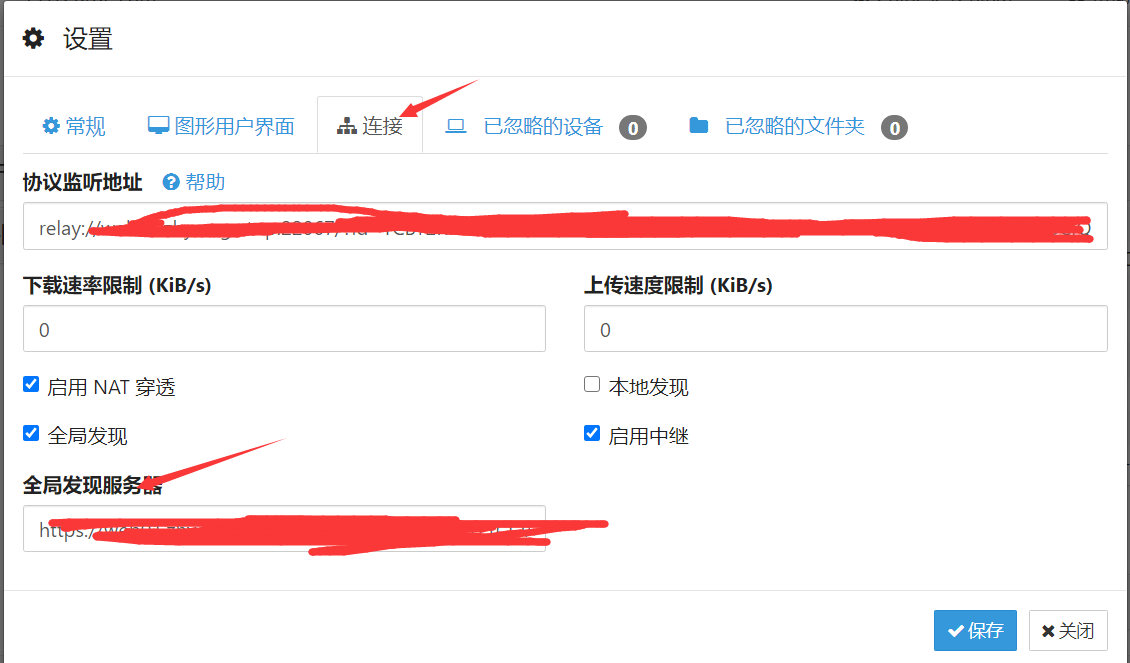 设置
常规 图形用户界面 连接 已忽略的设备 0 已忽略的文件夹 0
协议监听地址 帮助
relay://
下载速率限制 (KiB/s) 上传速度限制 (KiB/s)
0 0
启用 NAT 穿透 本地发现
全局发现 启用中继
全局发现服务器
https:/
保存 关闭